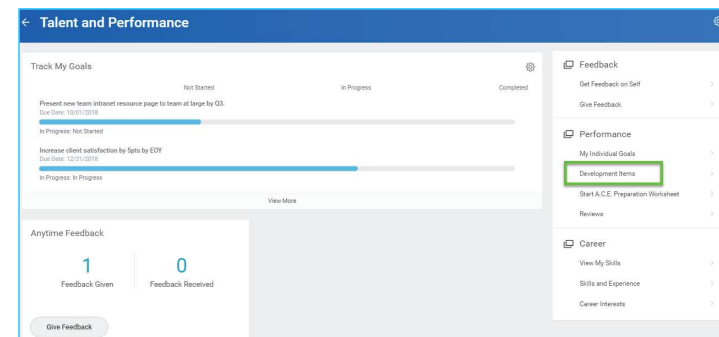 Talent and Performance
Track My Goals
Not Started In Progress Completed
Present new team intranet resource page to team at large by Q3.
Due Date: 10/01/2018
In Progress: Not Started
Increase client satisfaction by 5pts by EOY
Due Date: 12/31/2018
In Progress: In Progress
View More
Anytime Feedback
1 0
Feedback Given Feedback Received
Give Feedback
Feedback
Get Feedback on Self
Give Feedback
Performance
My Individual Goals
Development Items
Start A.C.E. Preparation Worksheet
Reviews
Career
View My Skills
Skills and Experience
Career Interests